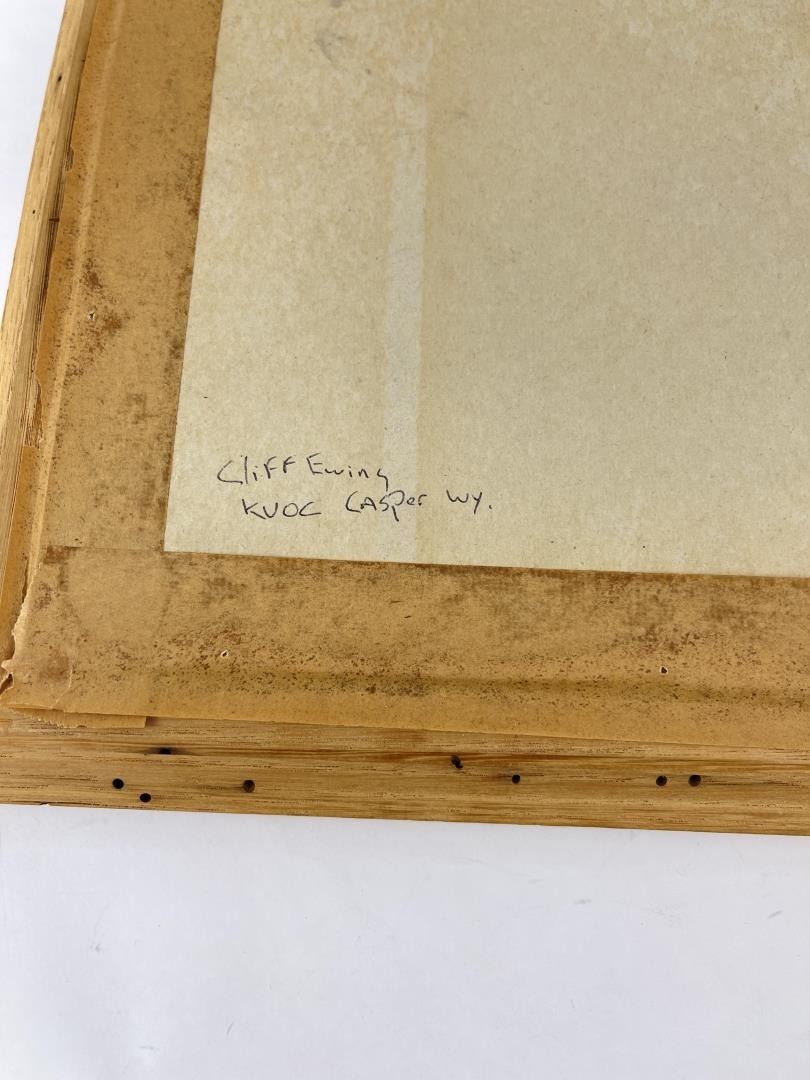 Cliff Ewing
KVOC Casper Wy.